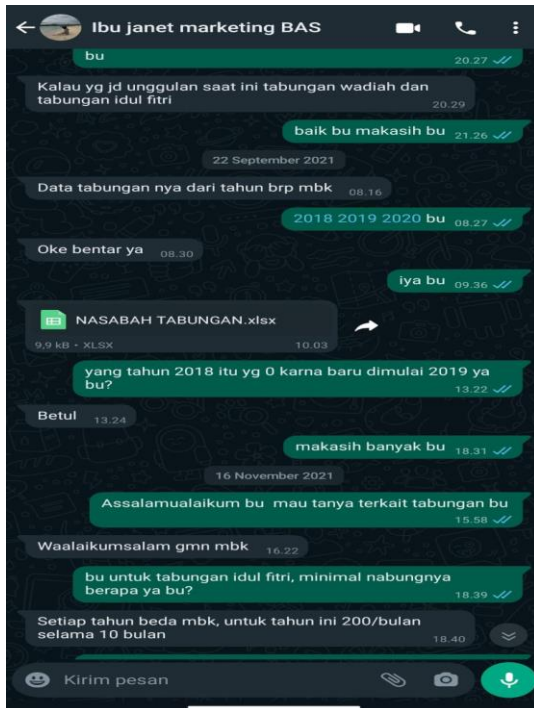 Ibu janet marketing BAS
bu
20.27
Kalau yg jd unggulan saat ini tabungan wadiah dan
tabungan idul fitri
20.29
baik bu makasih bu 21.26
22 September 2021
Data tabungan nya dari tahun brp mbk 08.16
2018 2019 2020 bu 08.27
Oke bentar ya 08.30
iya bu 09.36
NASABAH TABUNGAN.xlsx
9,9 kB • XLSX 10.03
yang tahun 2018 itu yg 0 karna baru dimulai 2019 ya
bu?
13.22
Betul 13.24
makasih banyak bu 18.31
16 November 2021
Assalamualaikum bu mau tanya terkait tabungan bu
15.58
Waalaikumsalam gmn mbk 16.22
bu untuk tabungan idul fitri, minimal nabungnya
berapa ya bu?
18.39
Setiap tahun beda mbk, untuk tahun ini 200/bulan
selama 10 bulan
18.40
Kirim pesan